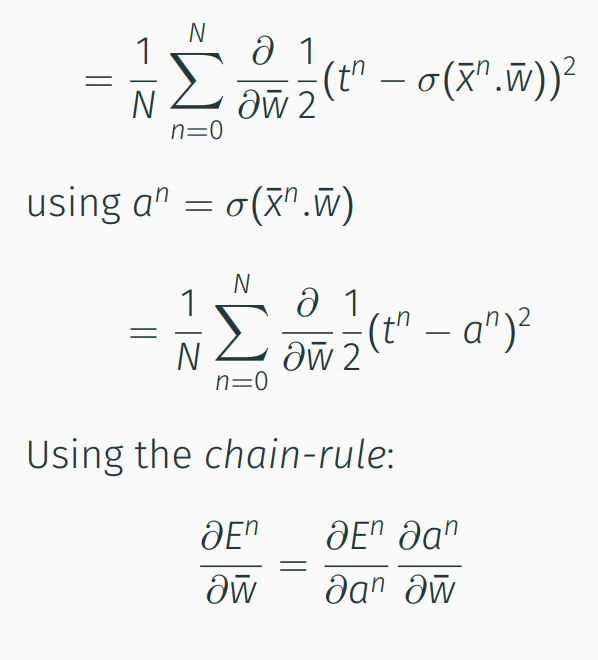 = \frac{1}{N} \sum_{n=0}^{N} \frac{\partial}{\partial \bar{w}} \frac{1}{2} (t^n - \sigma(\bar{x}^n.\bar{w}))^2
using a^n = \sigma(\bar{x}^n.\bar{w})
= \frac{1}{N} \sum_{n=0}^{N} \frac{\partial}{\partial \bar{w}} \frac{1}{2} (t^n - a^n)^2
Using the chain-rule:
\frac{\partial E^n}{\partial \bar{w}} = \frac{\partial E^n}{\partial a^n} \frac{\partial a^n}{\partial \bar{w}}